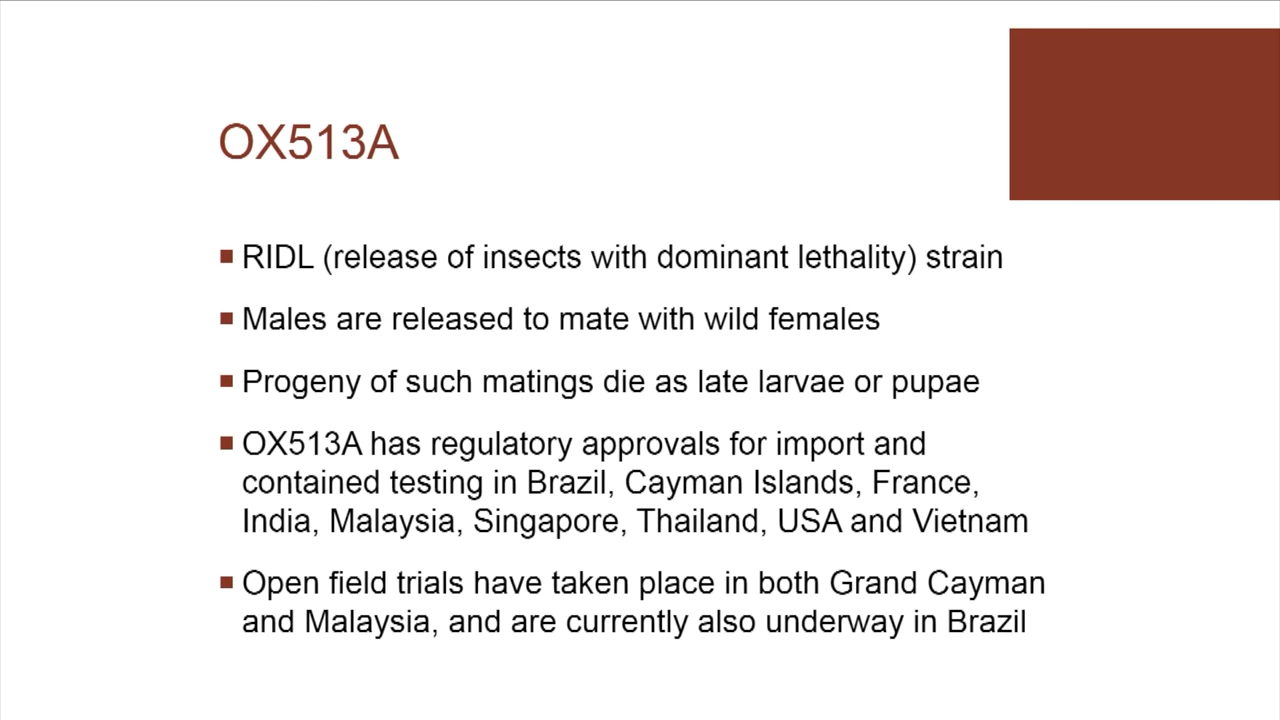 OX513A
RIDL (release of insects with dominant lethality) strain
Males are released to mate with wild females
Progeny of such matings die as late larvae or pupae
OX513A has regulatory approvals for import and
contained testing in Brazil, Cayman Islands, France,
India, Malaysia, Singapore, Thailand, USA and Vietnam
Open field trials have taken place in both Grand Cayman
and Malaysia, and are currently also underway in Brazil